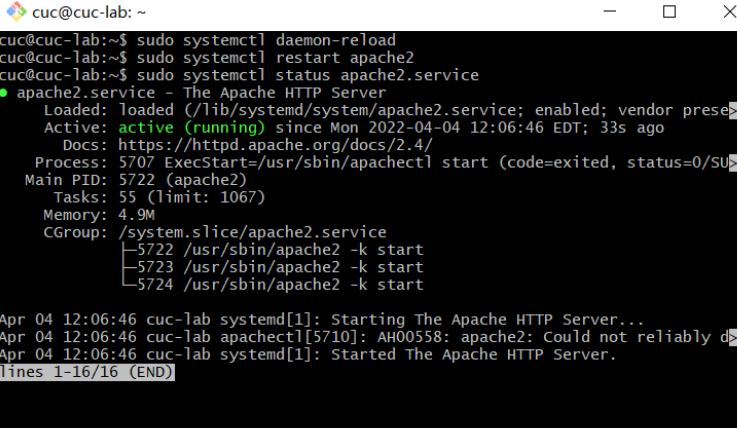 cuc@cuc-lab: ~
cuc@cuc-lab:~$ sudo systemctl daemon-reload
cuc@cuc-lab:~$ sudo systemctl restart apache2
cuc@cuc-lab:~$ sudo systemctl status apache2.service
● apache2.service - The Apache HTTP Server
Loaded: loaded (/lib/systemd/system/apache2.service; enabled; vendor prese>
Active: active (running) since Mon 2022-04-04 12:06:46 EDT; 33s ago
Docs: https://httpd.apache.org/docs/2.4/
Process: 5707 ExecStart=/usr/sbin/apachectl start (code=exited, status=0/SU>
Main PID: 5722 (apache2)
Tasks: 55 (limit: 1067)
Memory: 4.9M
CGroup: /system.slice/apache2.service
├─5722 /usr/sbin/apache2 -k start
├─5723 /usr/sbin/apache2 -k start
└─5724 /usr/sbin/apache2 -k start
Apr 04 12:06:46 cuc-lab systemd[1]: Starting The Apache HTTP Server...
Apr 04 12:06:46 cuc-lab apachectl[5710]: AH00558: apache2: Could not reliably d>
Apr 04 12:06:46 cuc-lab systemd[1]: Started The Apache HTTP Server.
lines 1-16/16 (END)